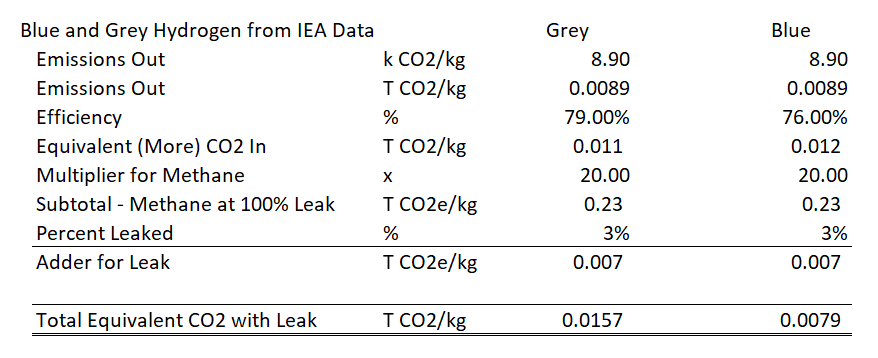 Blue and Grey Hydrogen from IEA Data Grey Blue
Emissions Out k CO2/kg 8.90 8.90
Emissions Out T CO2/kg 0.0089 0.0089
Efficiency % 79.00% 76.00%
Equivalent (More) CO2 In T CO2/kg 0.011 0.012
Multiplier for Methane x 20.00 20.00
Subtotal - Methane at 100% Leak T CO2e/kg 0.23 0.23
Percent Leaked % 3% 3%
Adder for Leak T CO2e/kg 0.007 0.007
Total Equivalent CO2 with Leak T CO2/kg 0.0157 0.0079